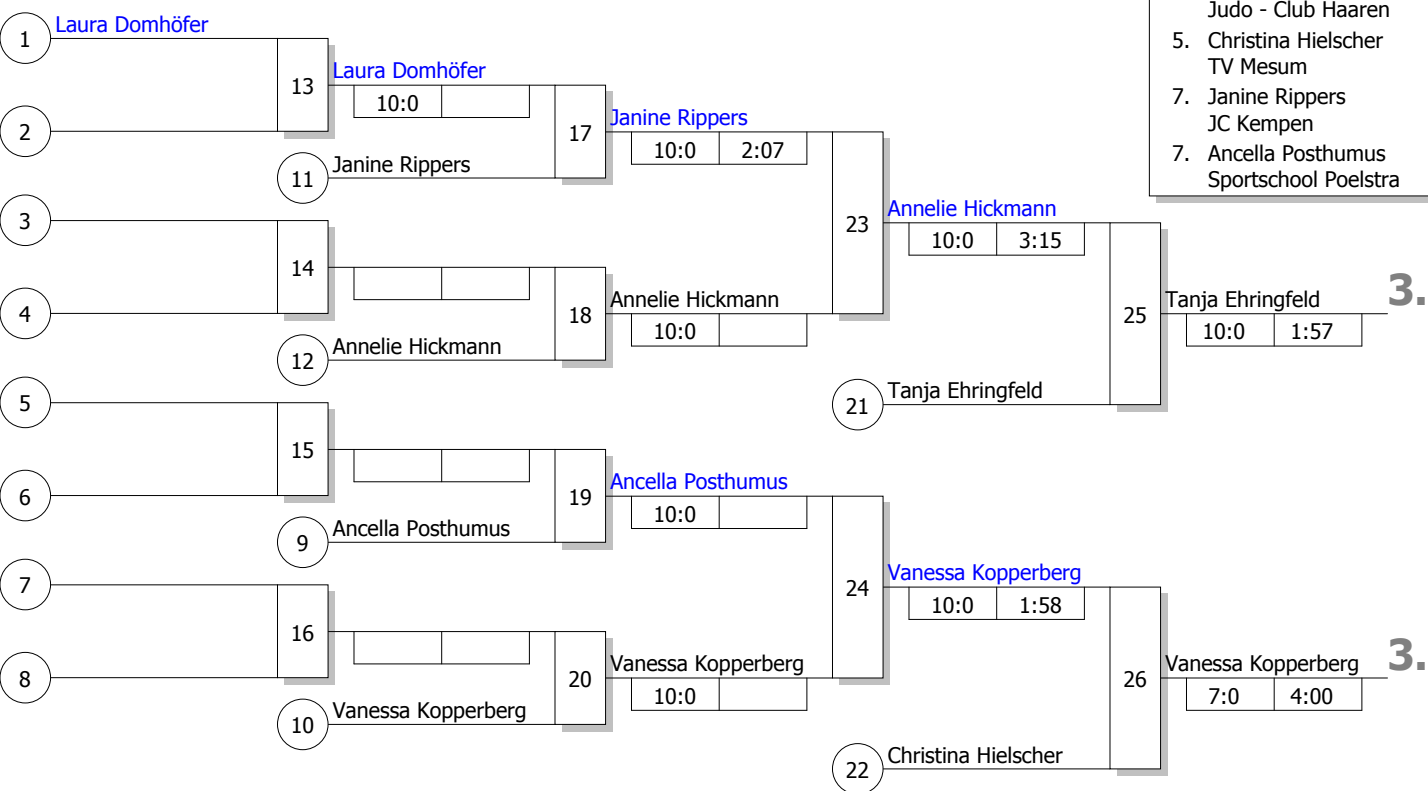 Judo - Club Haaren
5. Christina Hielscher
TV Mesum
7. Janine Rippers
JC Kempen
7. Ancella Posthumus
Sportschool Poelstra
1 Laura Domhöfer
13
Laura Domhöfer
10:0
2
17
Janine Rippers
10:0 2:07
11 Janine Rippers
3
14
4
18
Annelie Hickmann
10:0
12 Annelie Hickmann
23
Annelie Hickmann
10:0 3:15
25
Tanja Ehringfeld
10:0 1:57
3.
21 Tanja Ehringfeld
5
15
6
19
Ancella Posthumus
10:0
9 Ancella Posthumus
7
16
8
20
Vanessa Kopperberg
10:0
10 Vanessa Kopperberg
24
Vanessa Kopperberg
10:0 1:58
26
Vanessa Kopperberg
7:0 4:00
3.
22 Christina Hielscher